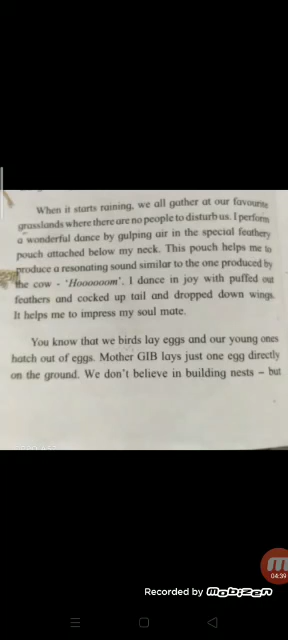 When it starts raining, we all gather at our favourite
grasslands where there are no people to disturb us. I perform
a wonderful dance by gulping air in the special feathery
pouch attached below my neck. This pouch helps me to
produce a resonating sound similar to the one produced by
the cow - 'Hoooooom'. I dance in joy with puffed out
feathers and cocked up tail and dropped down wings.
It helps me to impress my soul mate.
You know that we birds lay eggs and our young ones
hatch out of eggs. Mother GIB lays just one egg directly
on the ground. We don't believe in building nests – but
04:39
Recorded by mobizen